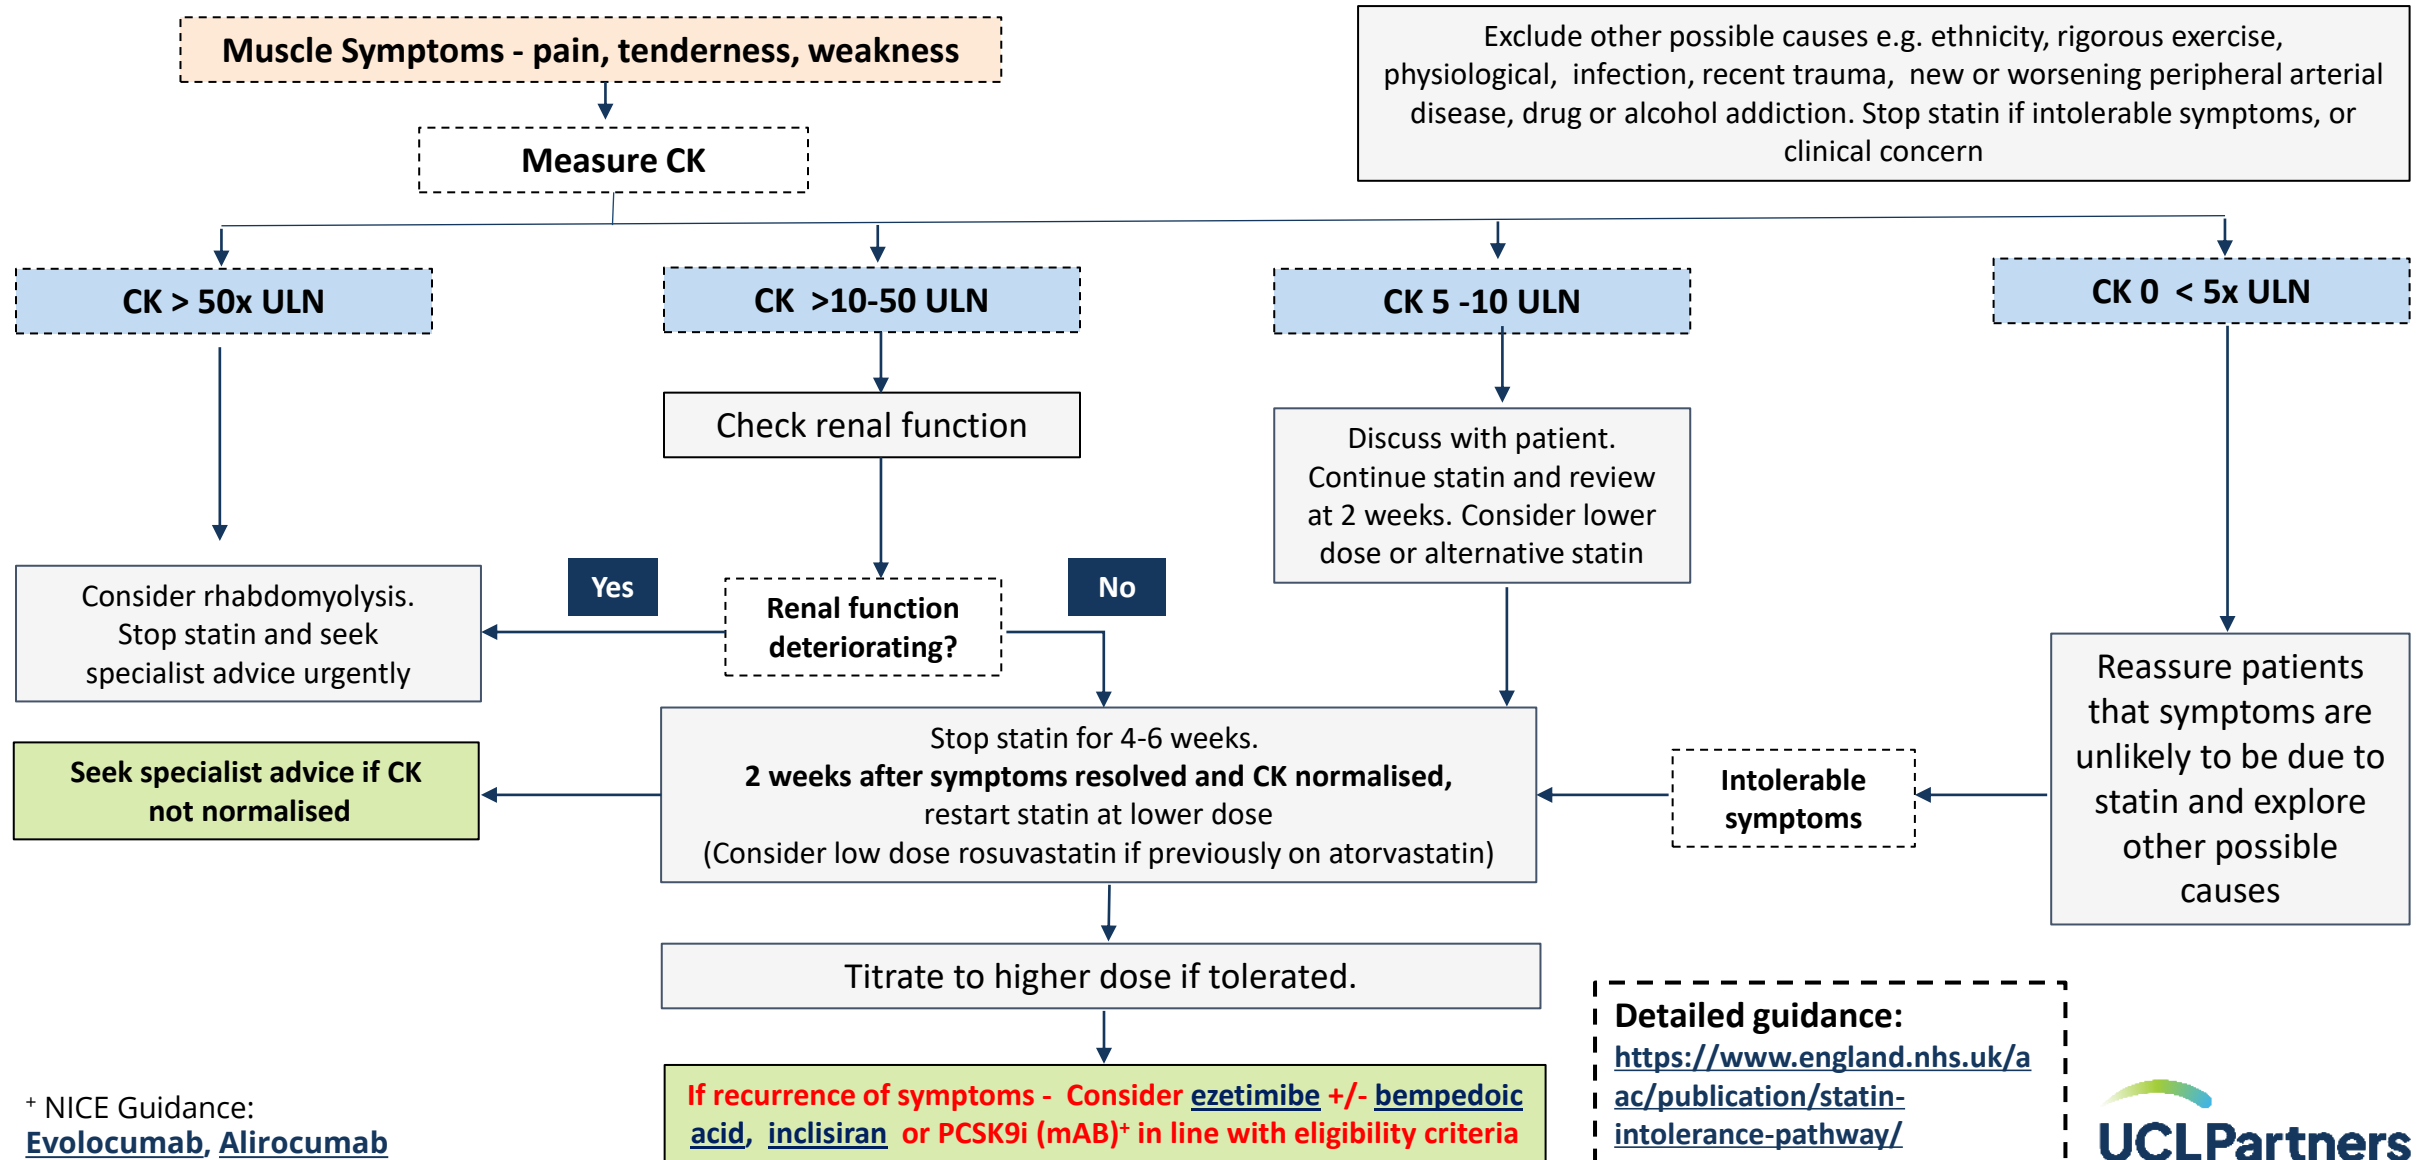 Muscle Symptoms - pain, tenderness, weakness
Exclude other possible causes e.g. ethnicity, rigorous exercise,
physiological, infection, recent trauma, new or worsening peripheral arterial
disease, drug or alcohol addiction. Stop statin if intolerable symptoms, or
clinical concern
Measure CK
CK > 50x ULN
CK >10-50 ULN
CK 5 -10 ULN
CK 0 < 5x ULN
Check renal function
Discuss with patient.
Continue statin and review
at 2 weeks. Consider lower
dose or alternative statin
Consider rhabdomyolysis.
Stop statin and seek
specialist advice urgently
Yes
Renal function
deteriorating?
No
Reassure patients
that symptoms are
unlikely to be due to
statin and explore
other possible
causes
Seek specialist advice if CK
not normalised
Stop statin for 4-6 weeks.
2 weeks after symptoms resolved and CK normalised,
restart statin at lower dose
(Consider low dose rosuvastatin if previously on atorvastatin)
Intolerable
symptoms
Titrate to higher dose if tolerated.
If recurrence of symptoms - Consider ezetimibe +/- bempedoic
acid, inclisiran or PCSK9i (mAB)+ in line with eligibility criteria
+ NICE Guidance:
Evolocumab, Alirocumab
Detailed guidance:
https://www.england.nhs.uk/a
ac/publication/statin-
intolerance-pathway/
UCLPartners